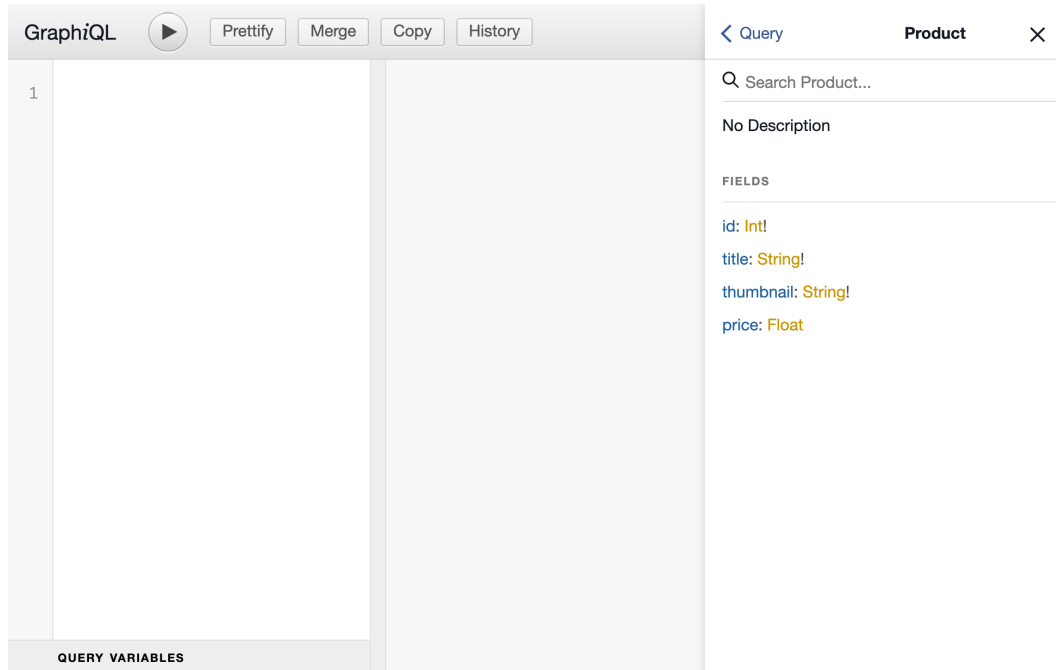 GraphiQL Prettify Merge Copy History
1
QUERY VARIABLES
Query Product
Search Product...
No Description
FIELDS
id: Int!
title: String!
thumbnail: String!
price: Float